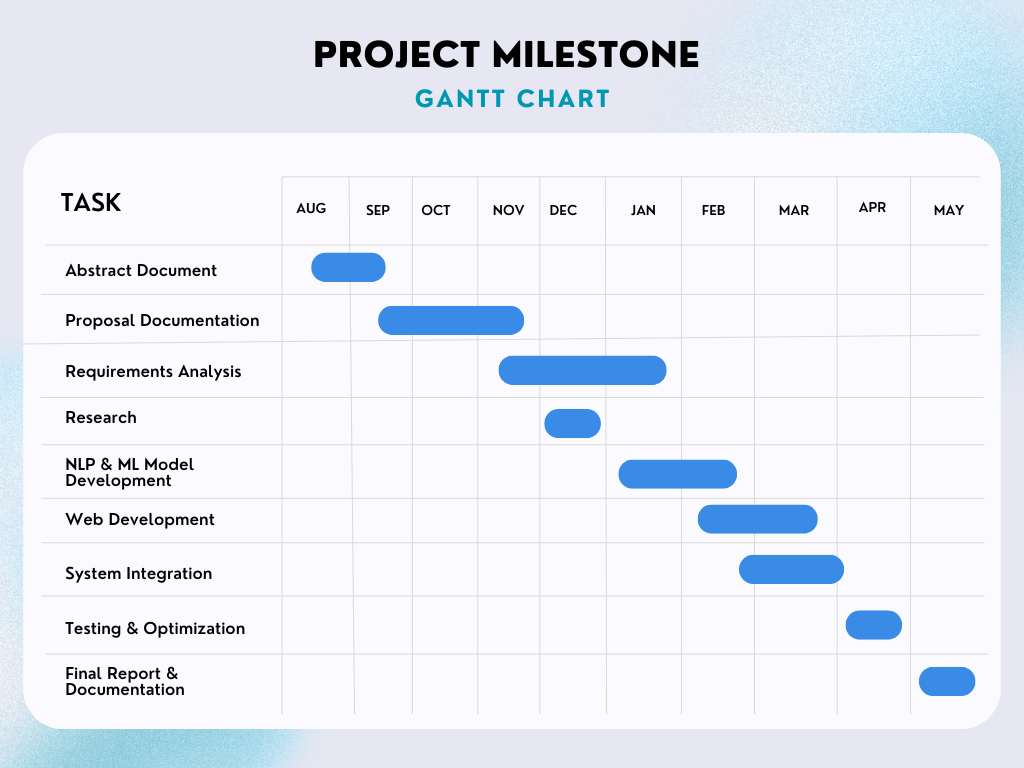 PROJECT MILESTONE
GANTT CHART
TASK
AUG SEP OCT NOV DEC JAN FEB MAR APR MAY
Abstract Document
Proposal Documentation
Requirements Analysis
Research
NLP & ML Model
Development
Web Development
System Integration
Testing & Optimization
Final Report &
Documentation